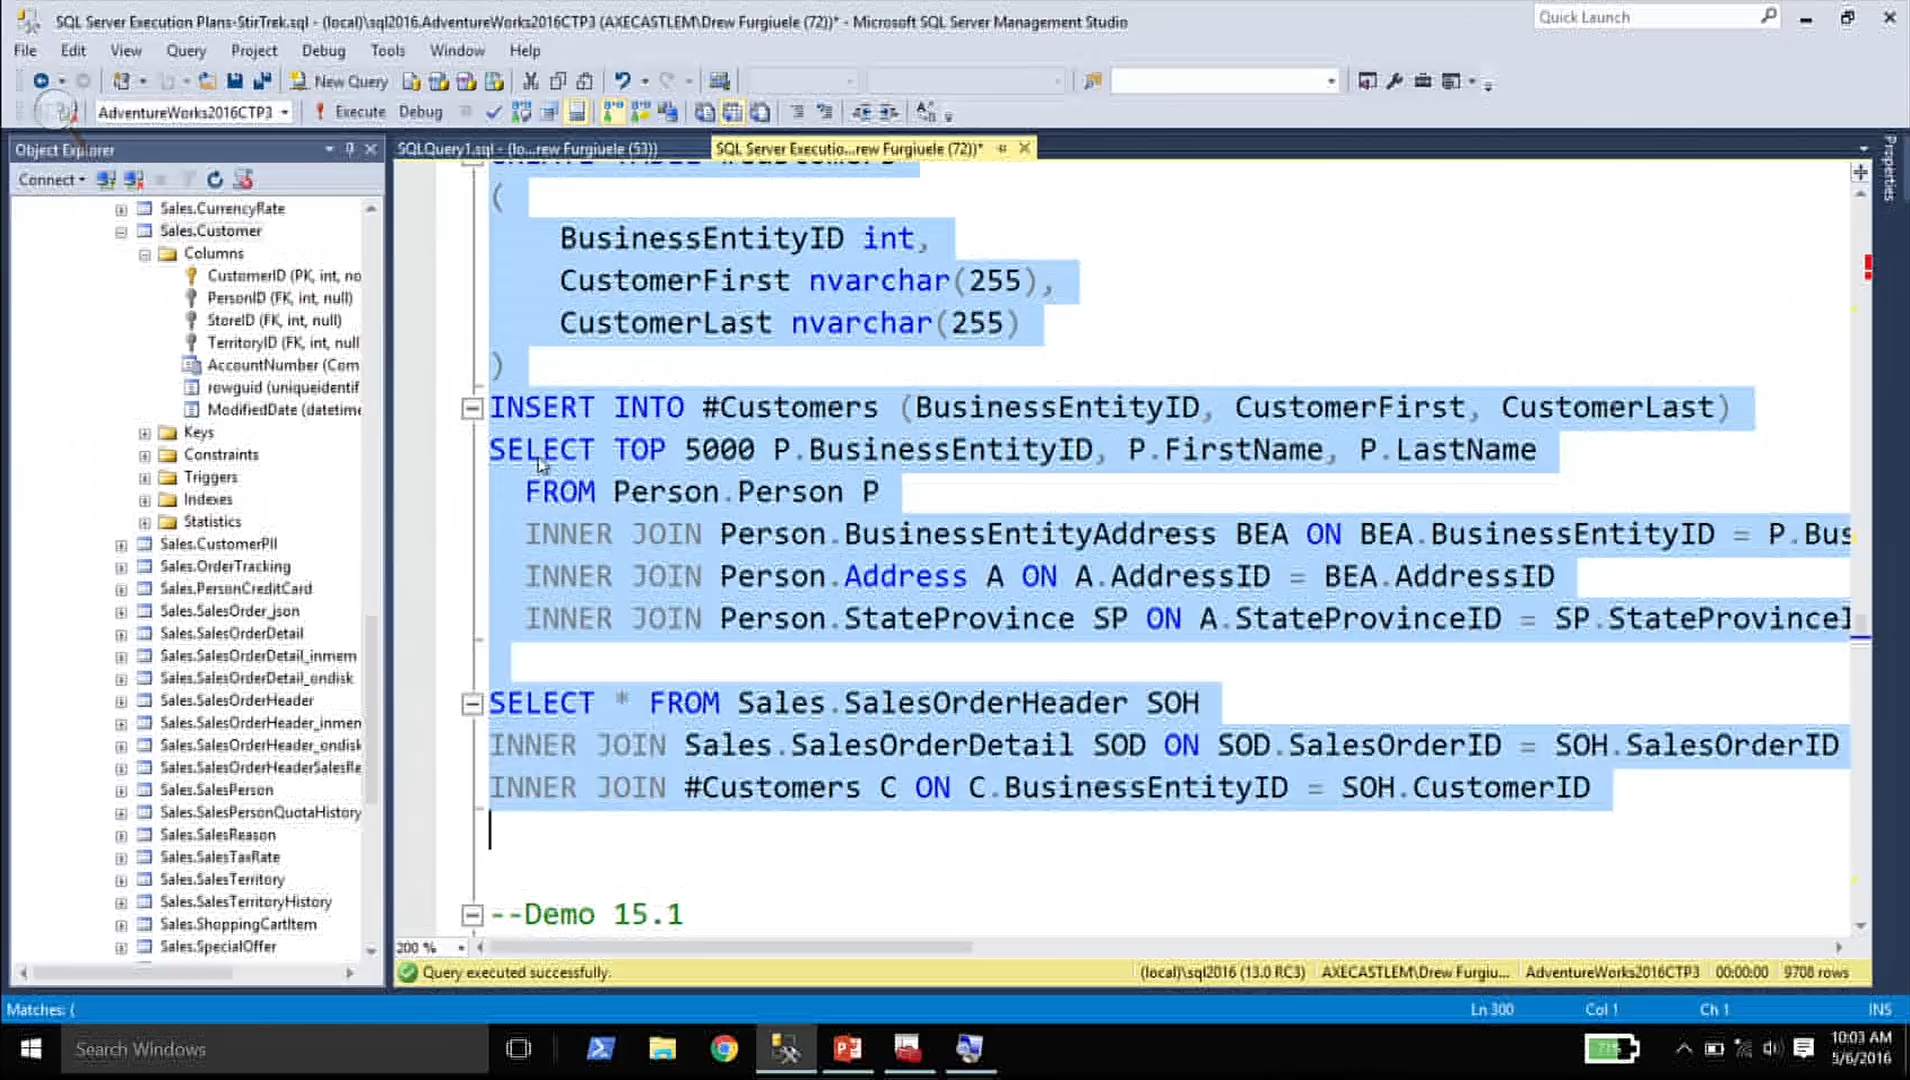 SQL Server Execution Plans-StirTrek.sql - (local)\sql2016.AdventureWorks2016CTP3 (AXECASTLEM\Drew Furgiuele (72))* - Microsoft SQL Server Management Studio
Quick Launch
File Edit View Query Project Debug Tools Window Help
New Query
AdventureWorks2016CTP3 Execute Debug
Object Explorer
SQLQuery1.sql - (lo...rew Furgiuele (53))
SQL Server Executio...rew Furgiuele (72))*
Properties
Connect
Sales.CurrencyRate
Sales.Customer
Columns
CustomerID (PK, int, no
PersonID (FK, int, null)
StoreID (FK, int, null)
TerritoryID (FK, int, null
AccountNumber (Com
rowguid (uniqueidentif
ModifiedDate (datetime
Keys
Constraints
Triggers
Indexes
Statistics
Sales.CustomerPII
Sales.OrderTracking
Sales.PersonCreditCard
Sales.SalesOrder_json
Sales.SalesOrderDetail
Sales.SalesOrderDetail_inmem
Sales.SalesOrderDetail_ondisk
Sales.SalesOrderHeader
Sales.SalesOrderHeader_inmen
Sales.SalesOrderHeader_ondisk
Sales.SalesOrderHeaderSalesRe
Sales.SalesPerson
Sales.SalesPersonQuotaHistory
Sales.SalesReason
Sales.SalesTaxRate
Sales.SalesTerritory
Sales.SalesTerritoryHistory
Sales.ShoppingCartItem
Sales.SpecialOffer
CREATE TABLE #Customers
(
BusinessEntityID int,
CustomerFirst nvarchar(255),
CustomerLast nvarchar(255)
)
INSERT INTO #Customers (BusinessEntityID, CustomerFirst, CustomerLast)
SELECT TOP 5000 P.BusinessEntityID, P.FirstName, P.LastName
FROM Person.Person P
INNER JOIN Person.BusinessEntityAddress BEA ON BEA.BusinessEntityID = P.Bus
INNER JOIN Person.Address A ON A.AddressID = BEA.AddressID
INNER JOIN Person.StateProvince SP ON A.StateProvinceID = SP.StateProvinceI
SELECT * FROM Sales.SalesOrderHeader SOH
INNER JOIN Sales.SalesOrderDetail SOD ON SOD.SalesOrderID = SOH.SalesOrderID
INNER JOIN #Customers C ON C.BusinessEntityID = SOH.CustomerID
--Demo 15.1
200 %
Query executed successfully. (local)\sql2016 (13.0 RC3) AXECASTLEM\Drew Furgiu... AdventureWorks2016CTP3 00:00:00 9708 rows
Matches: ( Ln 300 Col 1 Ch 1 INS
Search Windows
10:03 AM
5/6/2016